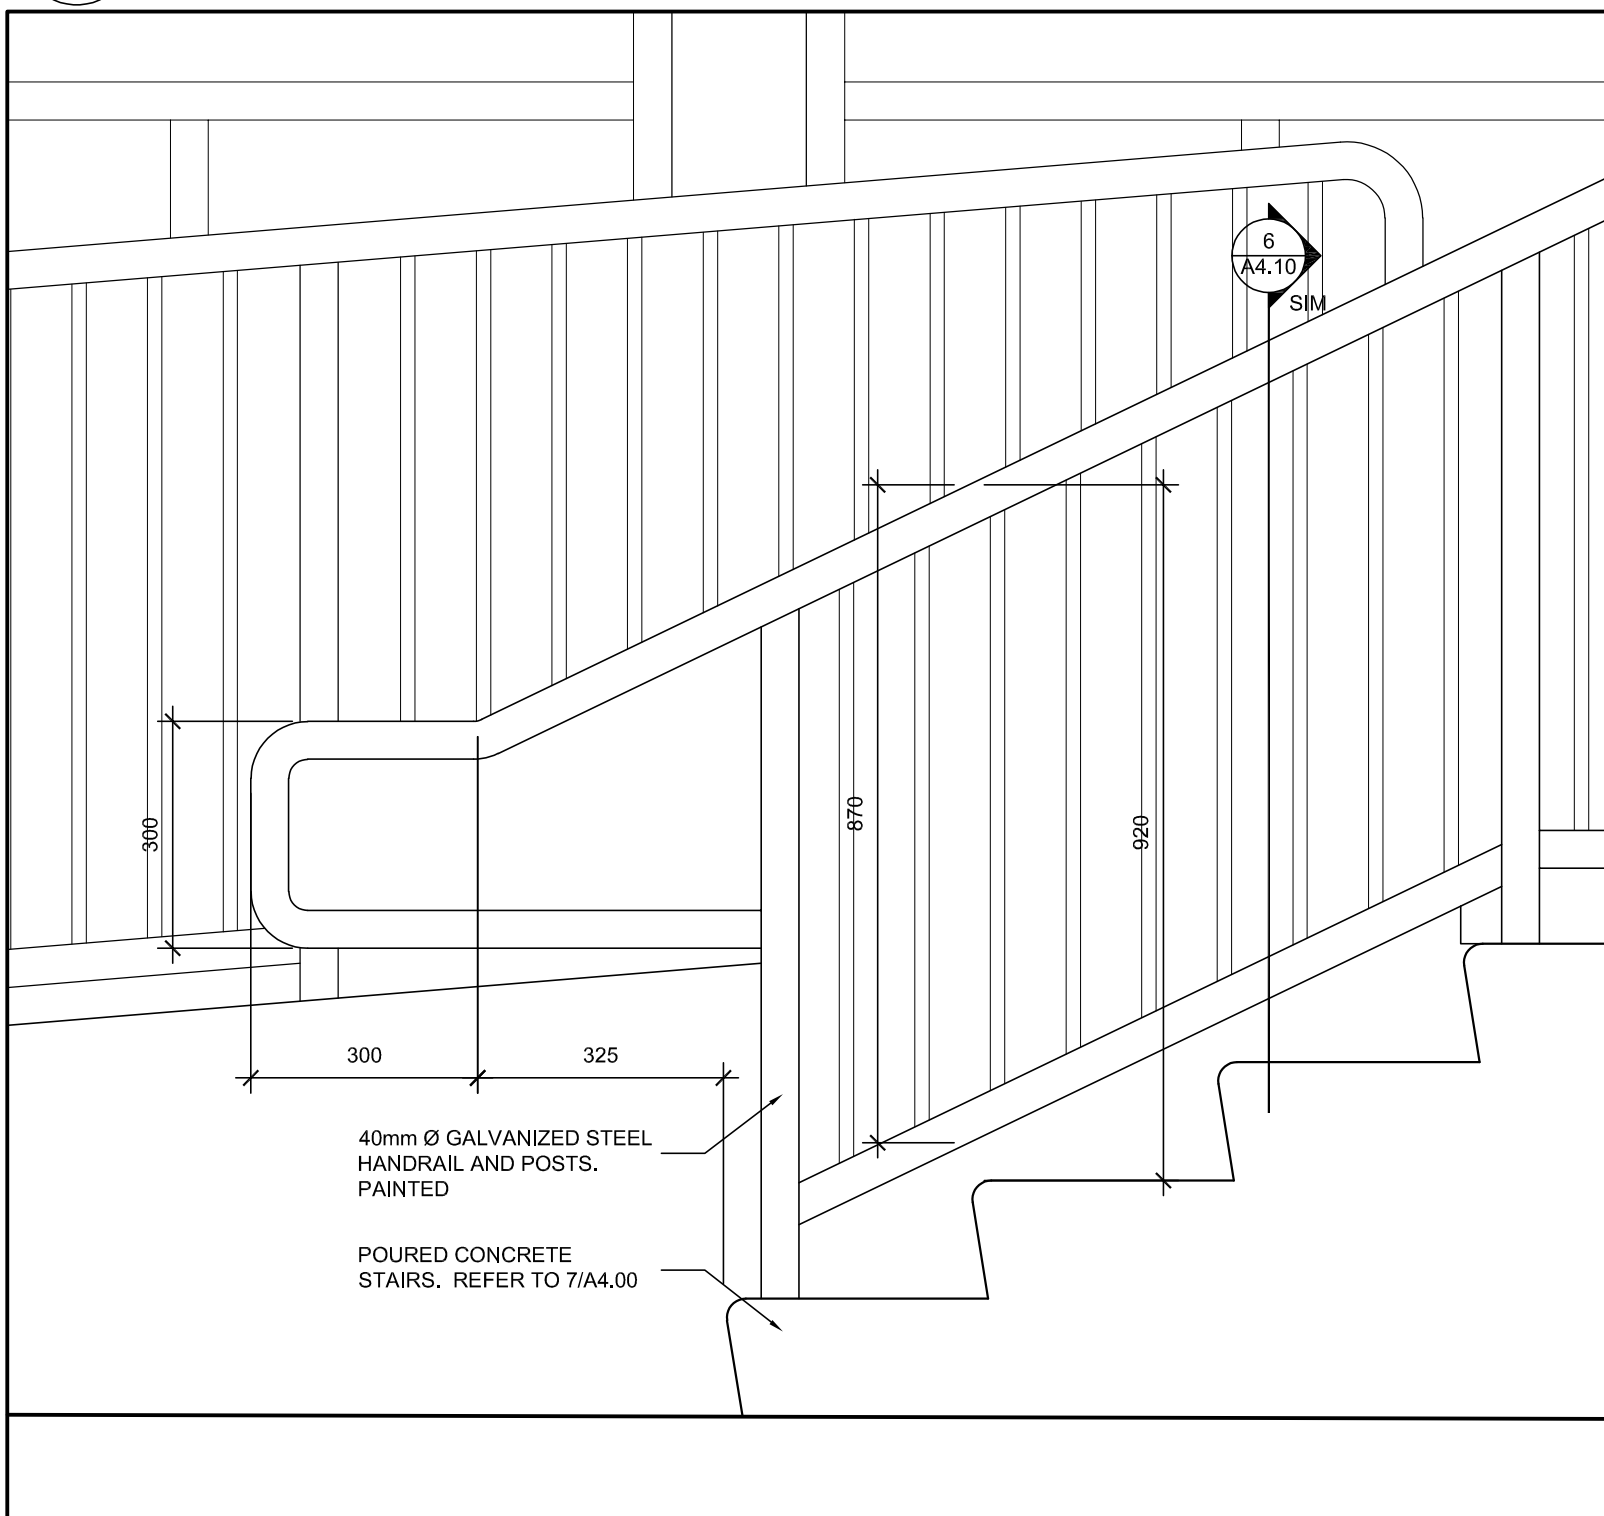 6
A4.10
SIM
870
920
300
300
325
40mm Ø GALVANIZED STEEL
HANDRAIL AND POSTS.
PAINTED
POURED CONCRETE
STAIRS.  REFER TO 7/A4.00